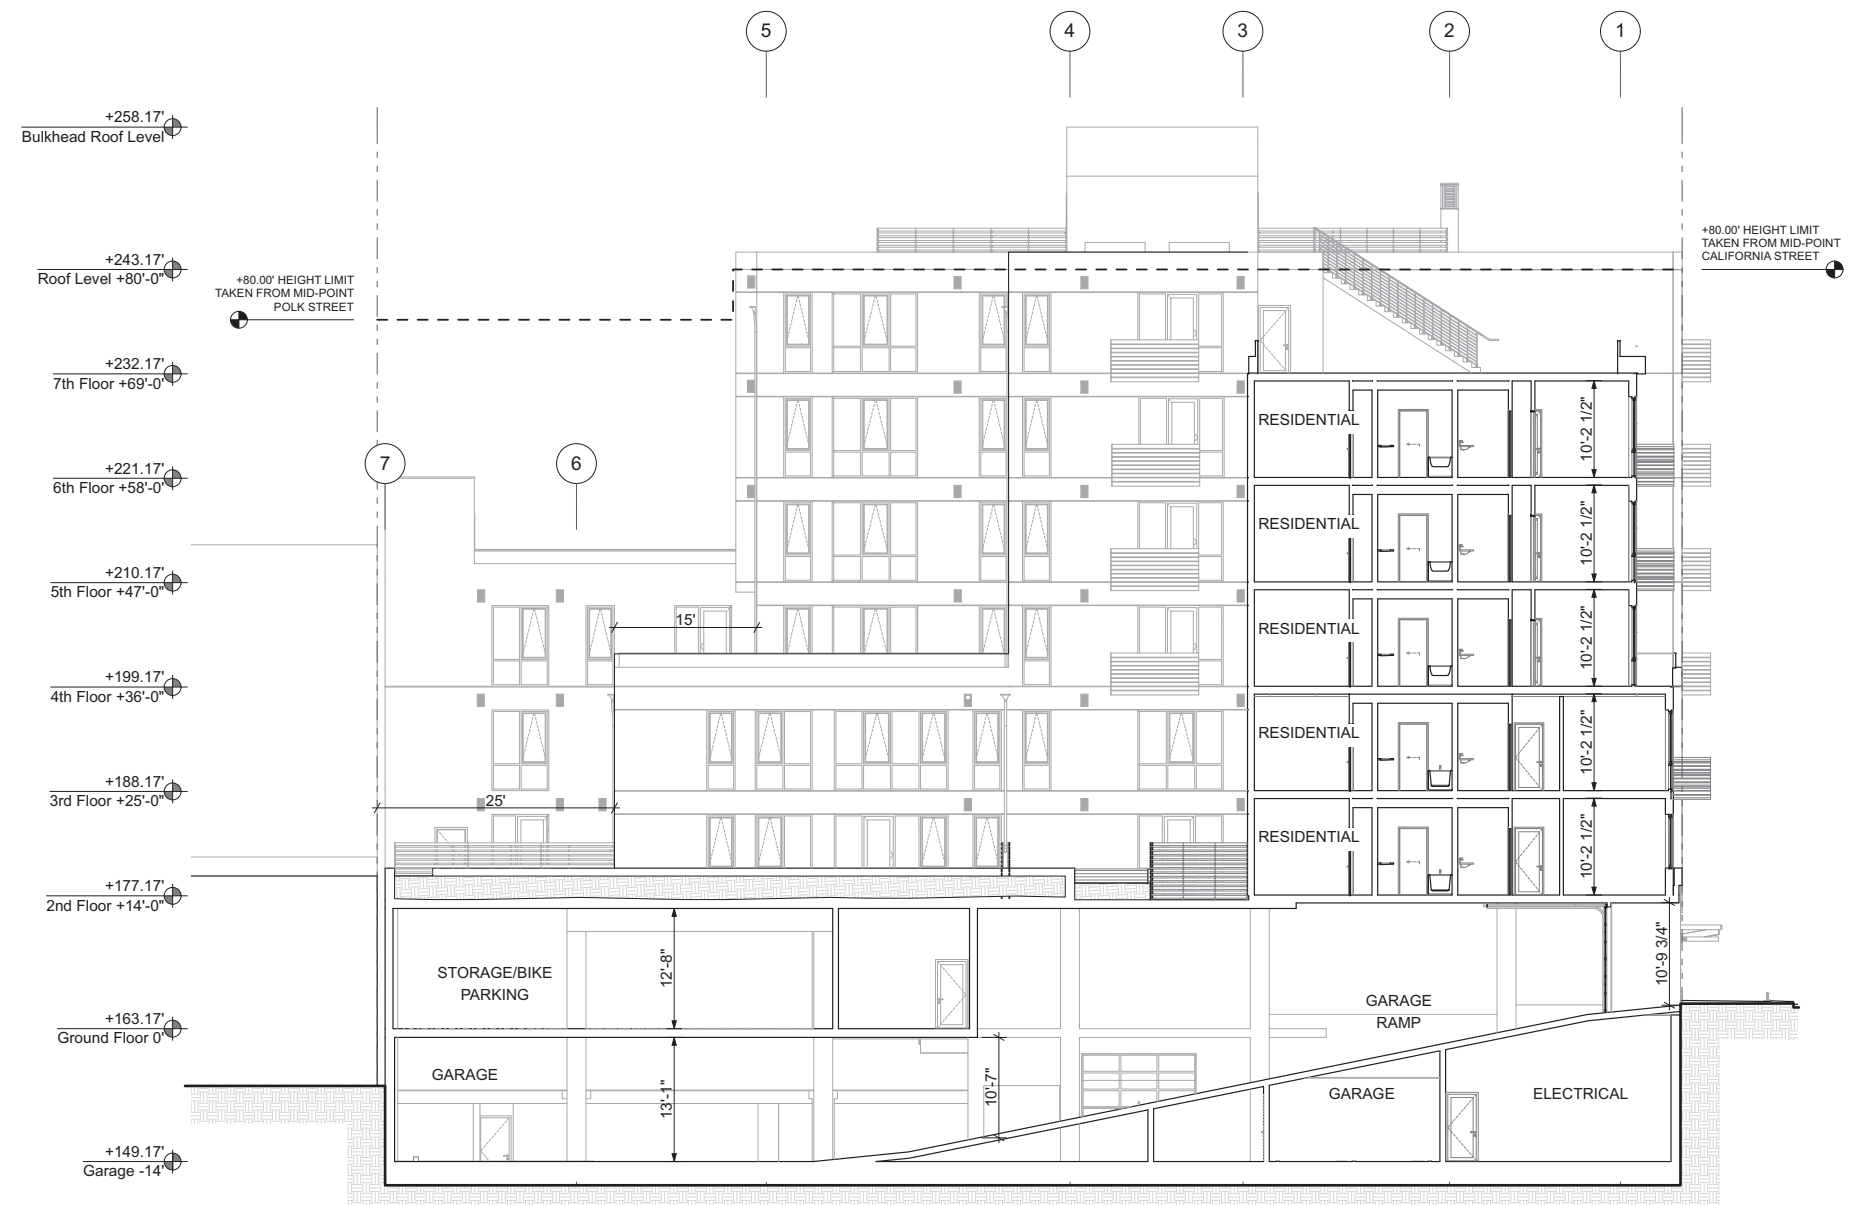 5
4
3
2
1
+258.17'
Bulkhead Roof Level
+243.17'
Roof Level +80'-0"
+80.00' HEIGHT LIMIT
TAKEN FROM MID-POINT
POLK STREET
+80.00' HEIGHT LIMIT
TAKEN FROM MID-POINT
CALIFORNIA STREET
+232.17'
7th Floor +69'-0'
RESIDENTIAL
10'-2 1/2"
7
6
+221.17'
6th Floor +58'-0"
RESIDENTIAL
10'-2 1/2"
+210.17'
5th Floor +47'-0"
15'
RESIDENTIAL
10'-2 1/2"
+199.17'
4th Floor +36'-0"
RESIDENTIAL
10'-2 1/2"
+188.17'
3rd Floor +25'-0"
25'
RESIDENTIAL
10'-2 1/2"
+177.17'
2nd Floor +14'-0"
STORAGE/BIKE
PARKING
12'-8"
10'-9 3/4"
GARAGE
RAMP
+163.17'
Ground Floor 0'
GARAGE
13'-1"
10'-7"
GARAGE
ELECTRICAL
+149.17'
Garage -14'